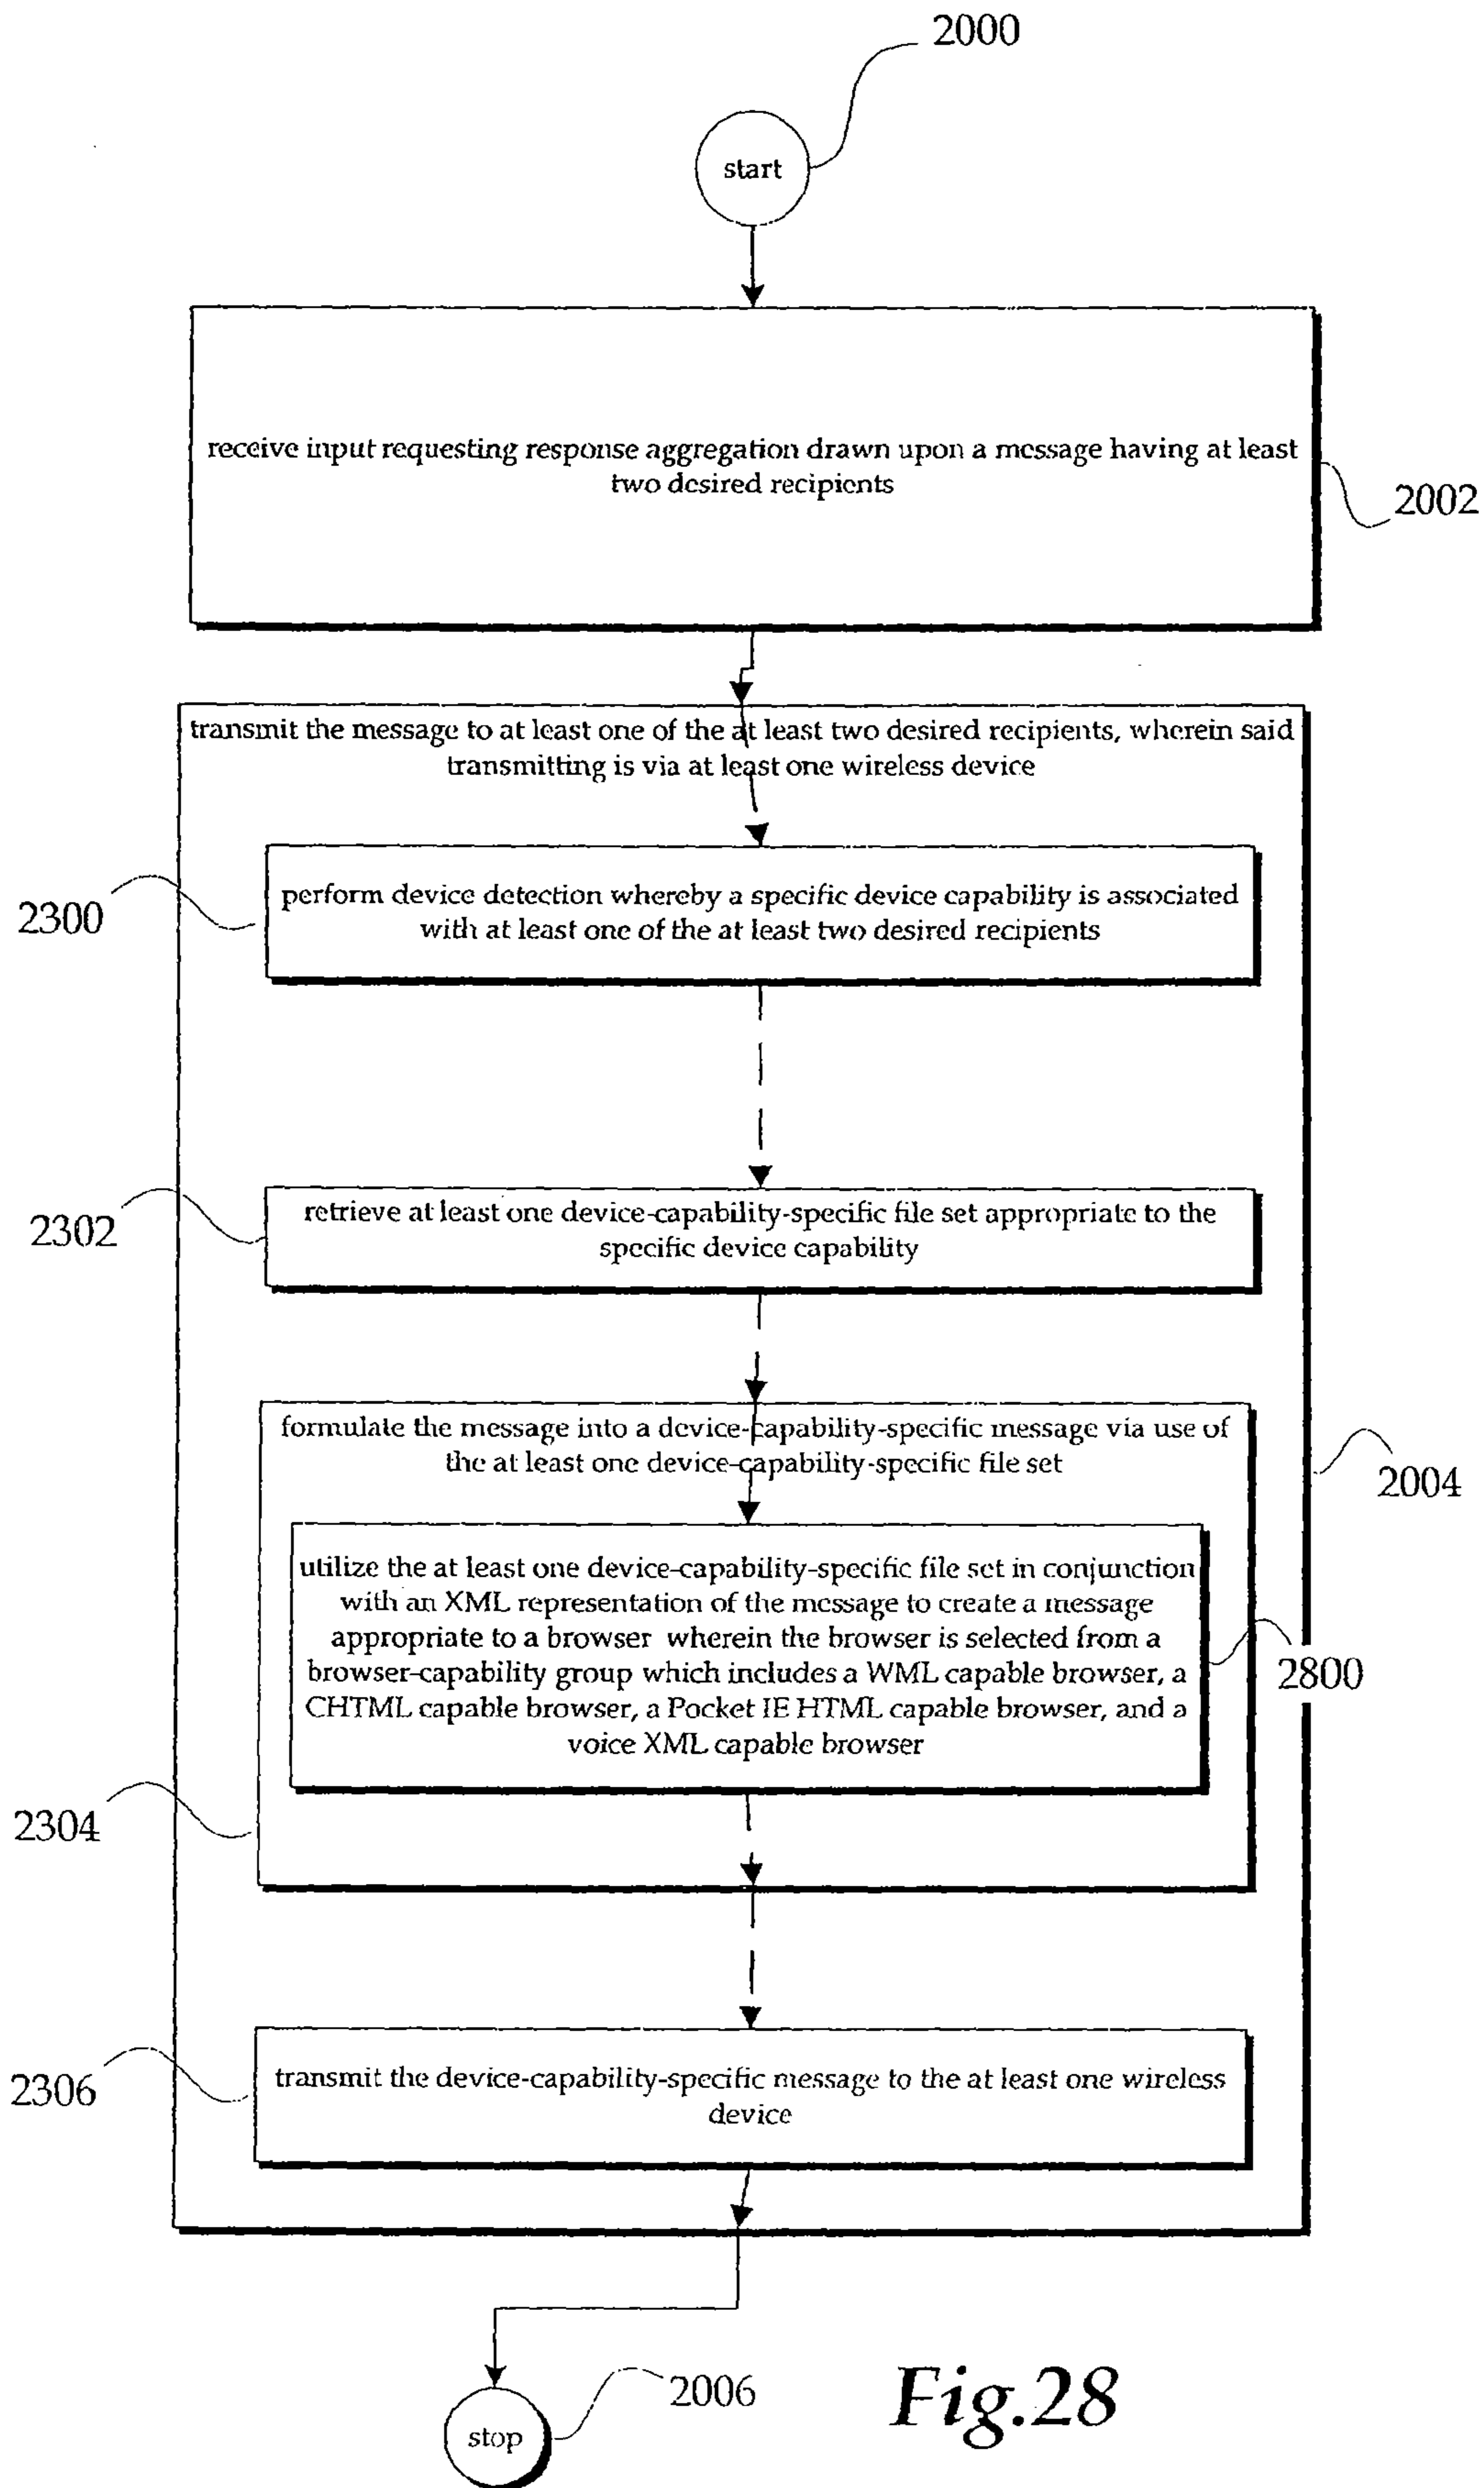 2000
start
receive input requesting response aggregation drawn upon a message having at least
two desired recipients
2002
transmit the message to at least one of the at least two desired recipients, wherein said
transmitting is via at least one wireless device
perform device detection whereby a specific device capability is associated
with at least one of the at least two desired recipients
2300
retrieve at least one device-capability-specific file set appropriate to the
specific device capability
2302
formulate the message into a device-capability-specific message via use of
the at least one device-capability-specific file set
2004
utilize the at least one device-capability-specific file set in conjunction
with an XML representation of the message to create a message
appropriate to a browser wherein the browser is selected from a
browser-capability group which includes a WML capable browser, a
CHTML capable browser, a Pocket IE HTML capable browser, and a
voice XML capable browser
2800
2304
transmit the device-capability-specific message to the at least one wireless
device
2306
2006
stop
Fig.28